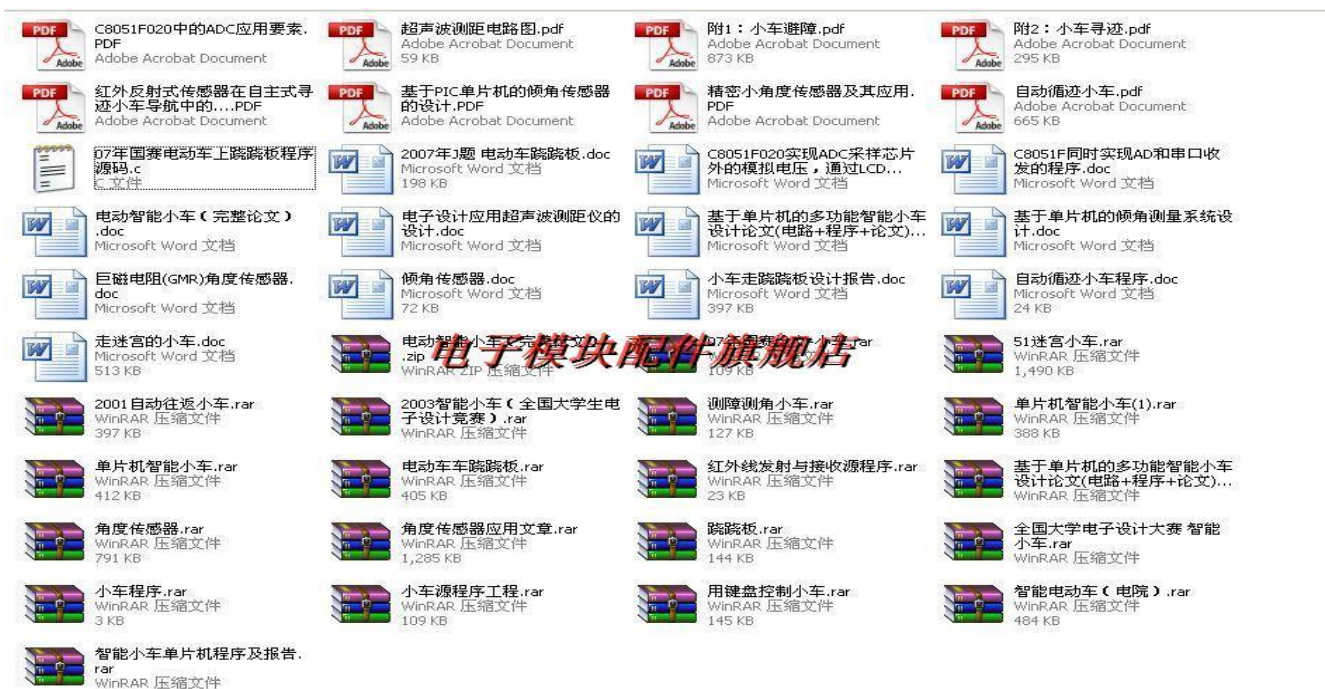 C8051F020中的ADC应用要素.
PDF
Adobe Acrobat Document
超声波测距电路图.pdf
Adobe Acrobat Document
59 KB
附1：小车避障.pdf
Adobe Acrobat Document
873 KB
附2：小车寻迹.pdf
Adobe Acrobat Document
295 KB
红外反射式传感器在自主式寻
迹小车导航中的....PDF
Adobe Acrobat Document
基于PIC单片机的倾角传感器
的设计.PDF
Adobe Acrobat Document
精密小角度传感器及其应用.
PDF
Adobe Acrobat Document
自动循迹小车.pdf
Adobe Acrobat Document
665 KB
07年国赛电动车上跷跷板程序
源码.c
C 文件
2007年J题 电动车跷跷板.doc
Microsoft Word 文档
198 KB
C8051F020实现ADC采样芯片
外的模拟电压，通过LCD...
Microsoft Word 文档
C8051F同时实现AD和串口收
发的程序.doc
Microsoft Word 文档
电动智能小车（完整论文）
.doc
Microsoft Word 文档
电子设计应用超声波测距仪的
设计.doc
Microsoft Word 文档
基于单片机的多功能智能小车
设计论文(电路+程序+论文)...
Microsoft Word 文档
基于单片机的倾角测量系统设
计.doc
Microsoft Word 文档
巨磁电阻(GMR)角度传感器.
doc
Microsoft Word 文档
倾角传感器.doc
Microsoft Word 文档
72 KB
小车走跷跷板设计报告.doc
Microsoft Word 文档
397 KB
自动循迹小车程序.doc
Microsoft Word 文档
24 KB
走迷宫的小车.doc
Microsoft Word 文档
513 KB
电动智能小车（完整论文）
.zip
WinRAR ZIP 压缩文件
电子模块配件旗舰店
109 KB
51迷宫小车.rar
WinRAR 压缩文件
1,490 KB
2001自动往返小车.rar
WinRAR 压缩文件
397 KB
2003智能小车（全国大学生电
子设计竞赛）.rar
WinRAR 压缩文件
测障测角小车.rar
WinRAR 压缩文件
127 KB
单片机智能小车(1).rar
WinRAR 压缩文件
388 KB
单片机智能小车.rar
WinRAR 压缩文件
412 KB
电动车车跷跷板.rar
WinRAR 压缩文件
405 KB
红外线发射与接收源程序.rar
WinRAR 压缩文件
23 KB
基于单片机的多功能智能小车
设计论文(电路+程序+论文)...
WinRAR 压缩文件
角度传感器.rar
WinRAR 压缩文件
791 KB
角度传感器应用文章.rar
WinRAR 压缩文件
1,285 KB
跷跷板.rar
WinRAR 压缩文件
144 KB
全国大学电子设计大赛 智能
小车.rar
WinRAR 压缩文件
小车程序.rar
WinRAR 压缩文件
3 KB
小车源程序工程.rar
WinRAR 压缩文件
109 KB
用键盘控制小车.rar
WinRAR 压缩文件
145 KB
智能电动车（电院）.rar
WinRAR 压缩文件
484 KB
智能小车单片机程序及报告.
rar
WinRAR 压缩文件